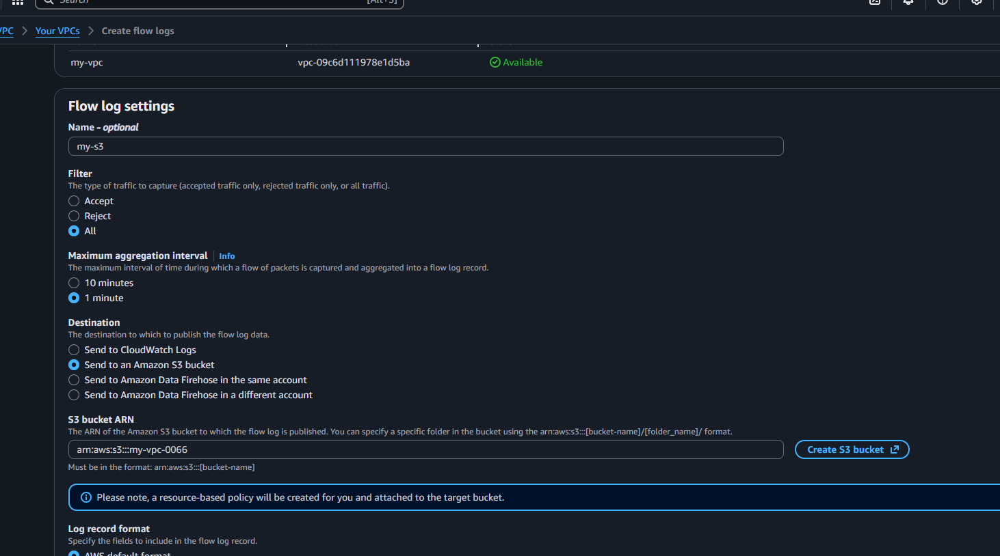 Search
[Alt+S]
VPC > Your VPCs > Create flow logs
my-vpc vpc-09c6d111978e1d5ba Available
Flow log settings
Name - optional
my-s3
Filter
The type of traffic to capture (accepted traffic only, rejected traffic only, or all traffic).
Accept
Reject
All
Maximum aggregation interval Info
The maximum interval of time during which a flow of packets is captured and aggregated into a flow log record.
10 minutes
1 minute
Destination
The destination to which to publish the flow log data.
Send to CloudWatch Logs
Send to an Amazon S3 bucket
Send to Amazon Data Firehose in the same account
Send to Amazon Data Firehose in a different account
S3 bucket ARN
The ARN of the Amazon S3 bucket to which the flow log is published. You can specify a specific folder in the bucket using the arn:aws:s3:::[bucket-name]/[folder_name]/ format.
arn:aws:s3:::my-vpc-0066 Create S3 bucket
Must be in the format: arn:aws:s3:::[bucket-name]
Please note, a resource-based policy will be created for you and attached to the target bucket.
Log record format
Specify the fields to include in the flow log record.
AWS default format